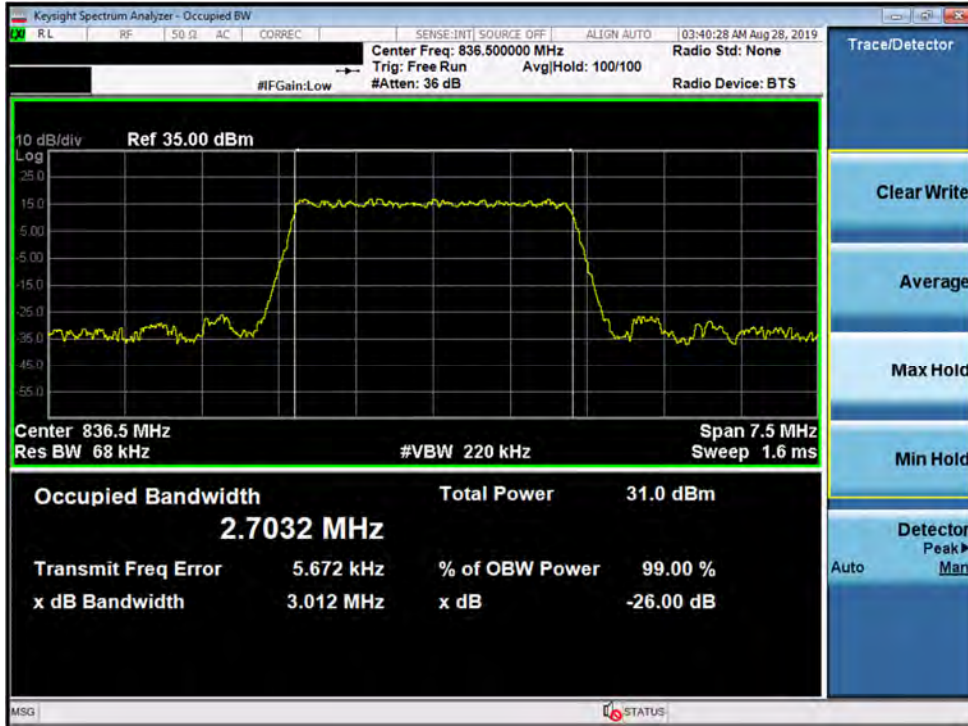 Keysight Spectrum Analyzer - Occupied BW
RL RF 50 Ω AC CORREC SENSE:INT SOURCE OFF ALIGN AUTO 03:40:28 AM Aug 28, 2019
Center Freq: 836.500000 MHz Radio Std: None
Trig: Free Run Avg|Hold: 100/100
#IFGain:Low #Atten: 36 dB Radio Device: BTS
Trace/Detector
10 dB/div Ref 35.00 dBm
Log
25.0
15.0
5.00
-5.00
-15.0
-25.0
-35.0
-45.0
-55.0
Center 836.5 MHz Span 7.5 MHz
Res BW 68 kHz #VBW 220 kHz Sweep 1.6 ms
Occupied Bandwidth Total Power 31.0 dBm
2.7032 MHz
Transmit Freq Error 5.672 kHz % of OBW Power 99.00 %
x dB Bandwidth 3.012 MHz x dB -26.00 dB
Clear Write
Average
Max Hold
Min Hold
Detector
Peak▶
Auto Man
MSG STATUS